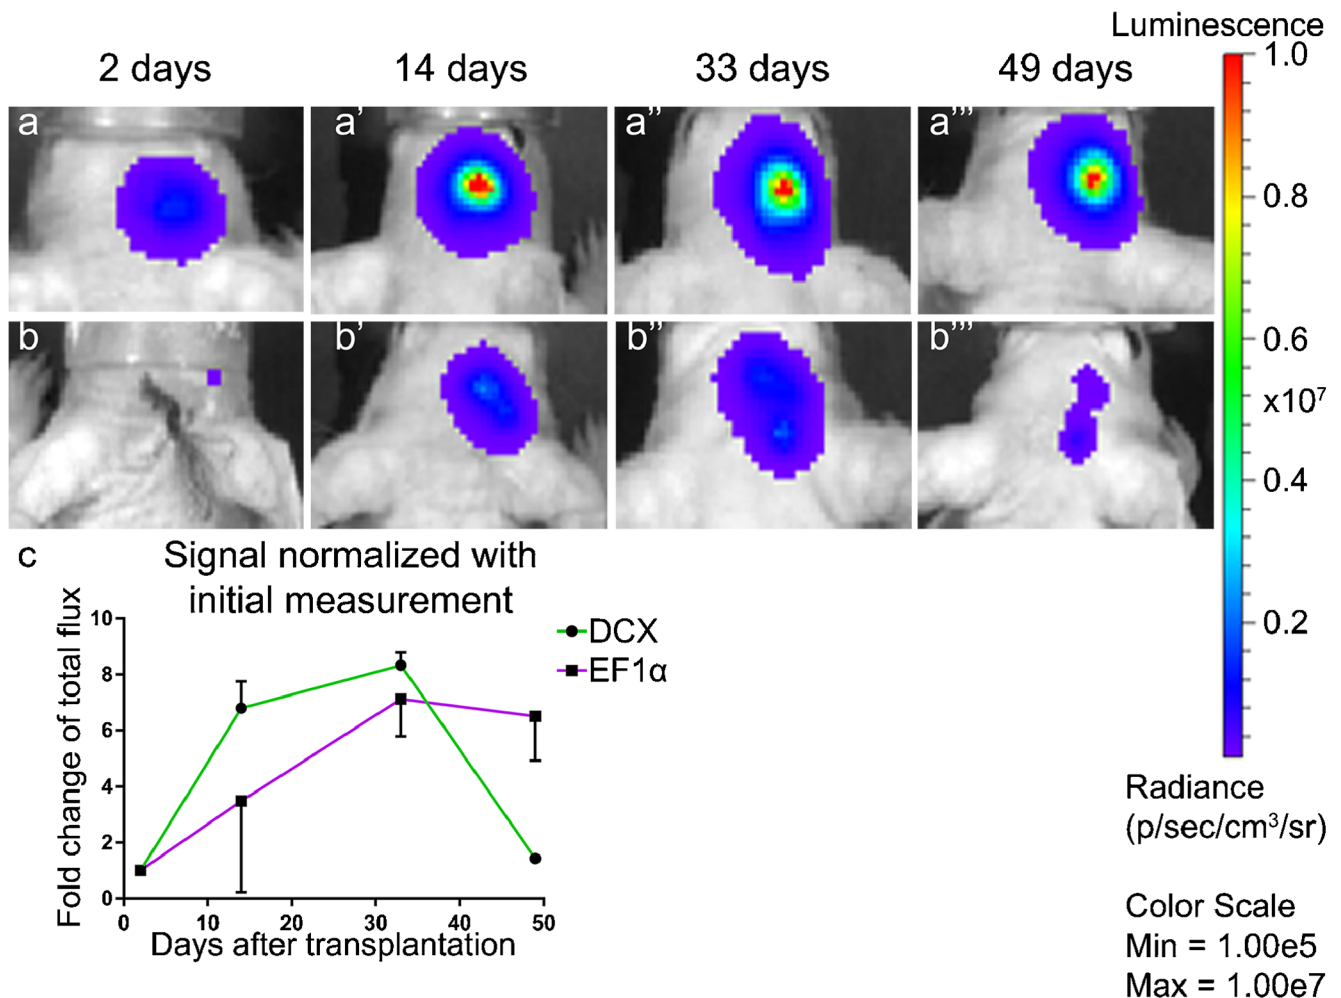 Luminescence
2 days
14 days
33 days
49 days
1.0
a
a'
a''
a'''
0.8
b
b'
b''
b'''
0.6
x10⁷
0.4
0.2
c
Signal normalized with
initial measurement
Fold change of total flux
10
8
6
4
2
0
0
10
20
30
40
50
Days after transplantation
DCX
EF1α
Radiance
(p/sec/cm³/sr)
Color Scale
Min = 1.00e5
Max = 1.00e7